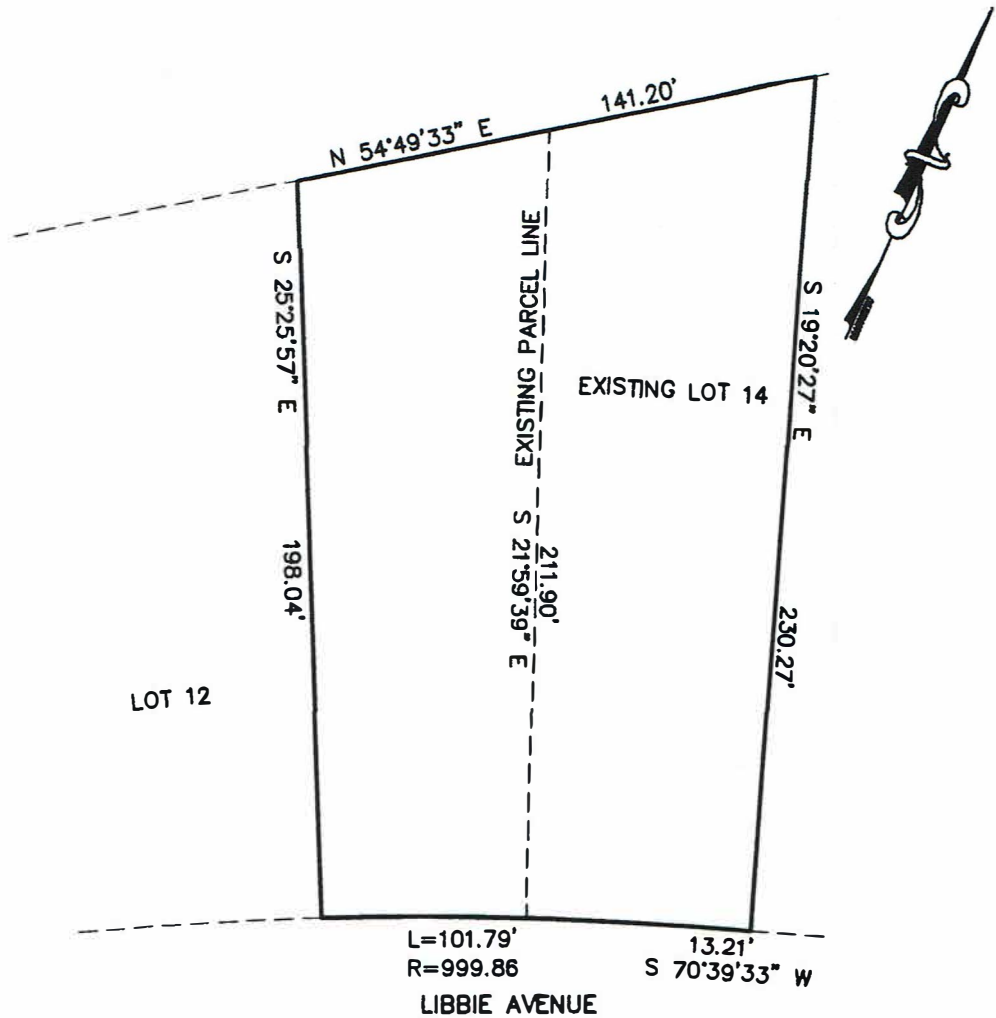 141.20'
N 54°49'33" E
S 25°25'57" E
EXISTING PARCEL LINE
S 19°20'27" E
EXISTING LOT 14
211.90'
S 21°59'39" E
198.04'
230.27'
LOT 12
L=101.79'
R=999.86
13.21'
S 70°39'33" W
LIBBIE AVENUE